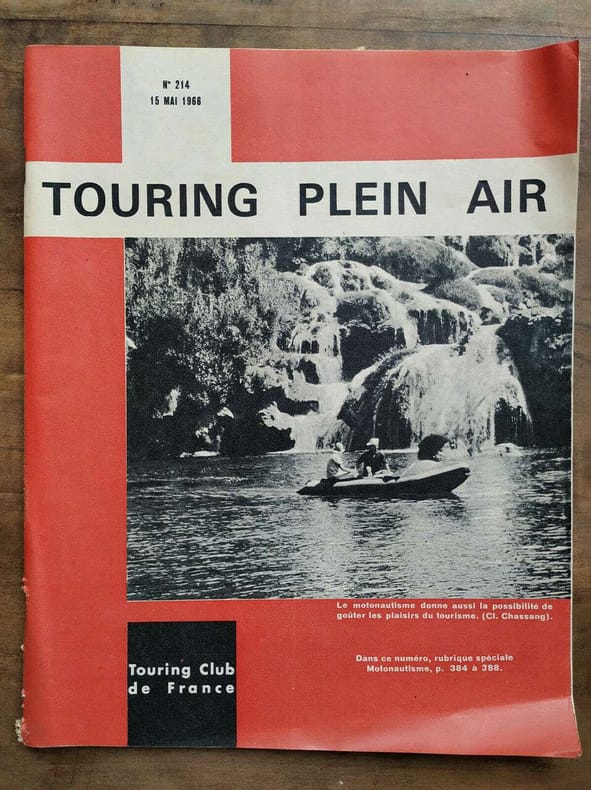 N° 214
15 MAI 1966
TOURING PLEIN AIR
Le motonautisme donne aussi la possibilité de
goûter les plaisirs du tourisme. (Cl. Chassang).
Dans ce numéro, rubrique spéciale
Motonautisme, p. 384 à 388.
Touring Club
de France